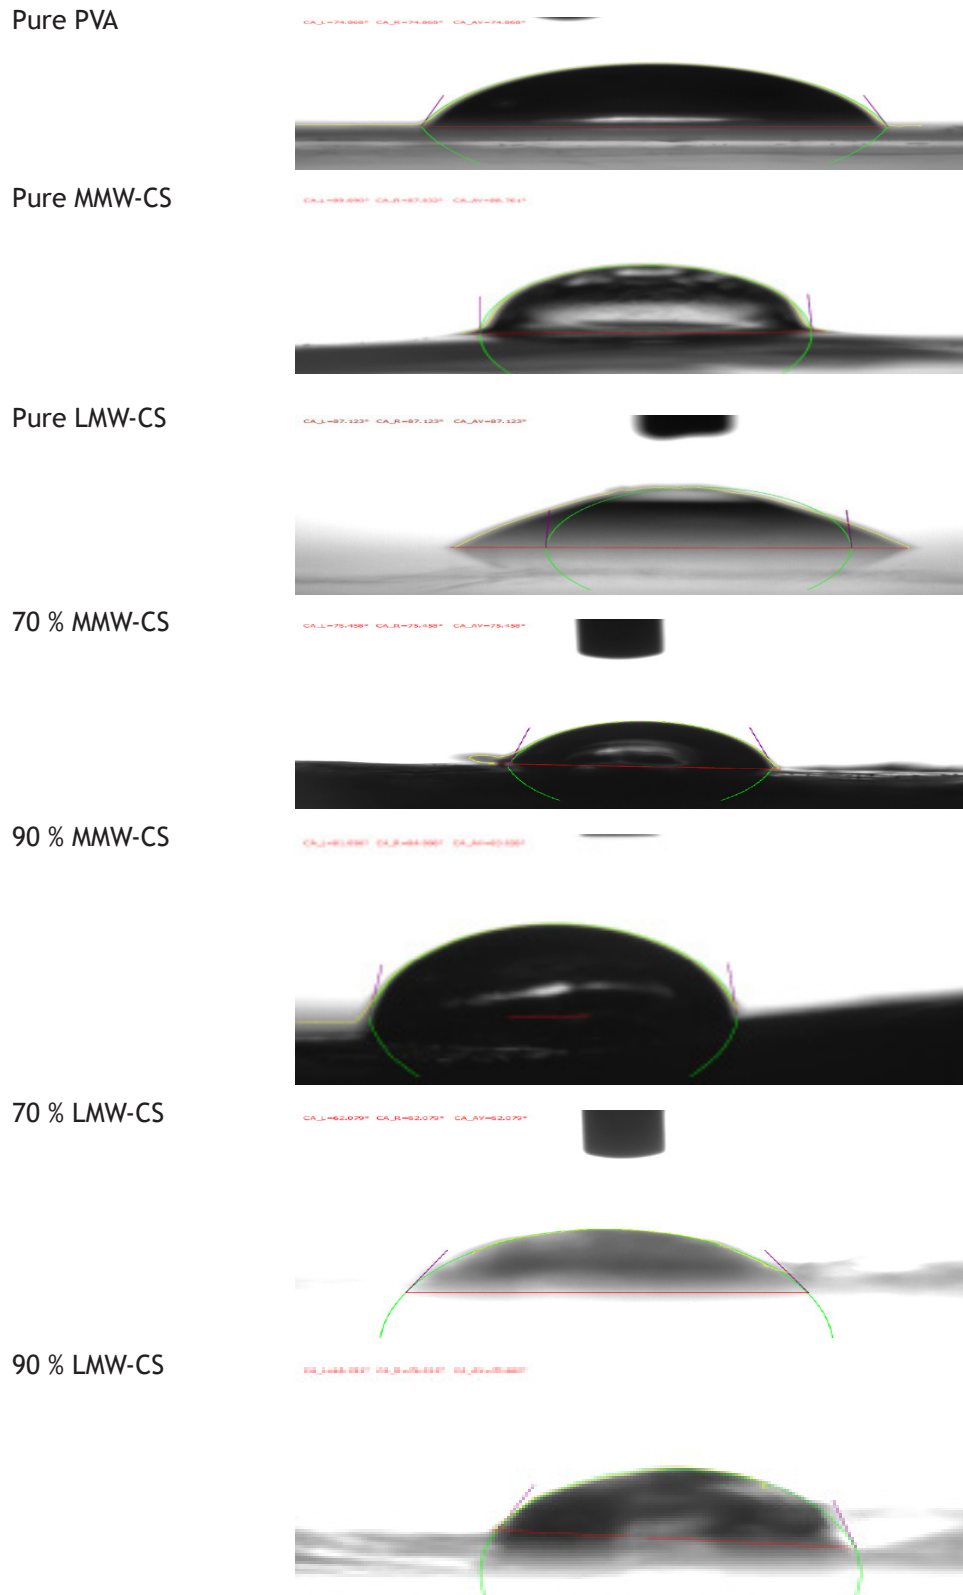 Pure PVA
CA_L=74.868° CA_R=74.868° CA_AV=74.868°
Pure MMW-CS
Pure LMW-CS
CA_L=87.123° CA_R=87.123° CA_AV=87.123°
70 % MMW-CS
CA_L=75.458° CA_R=75.458° CA_AV=75.458°
90 % MMW-CS
70 % LMW-CS
CA_L=62.079° CA_R=62.079° CA_AV=62.079°
90 % LMW-CS